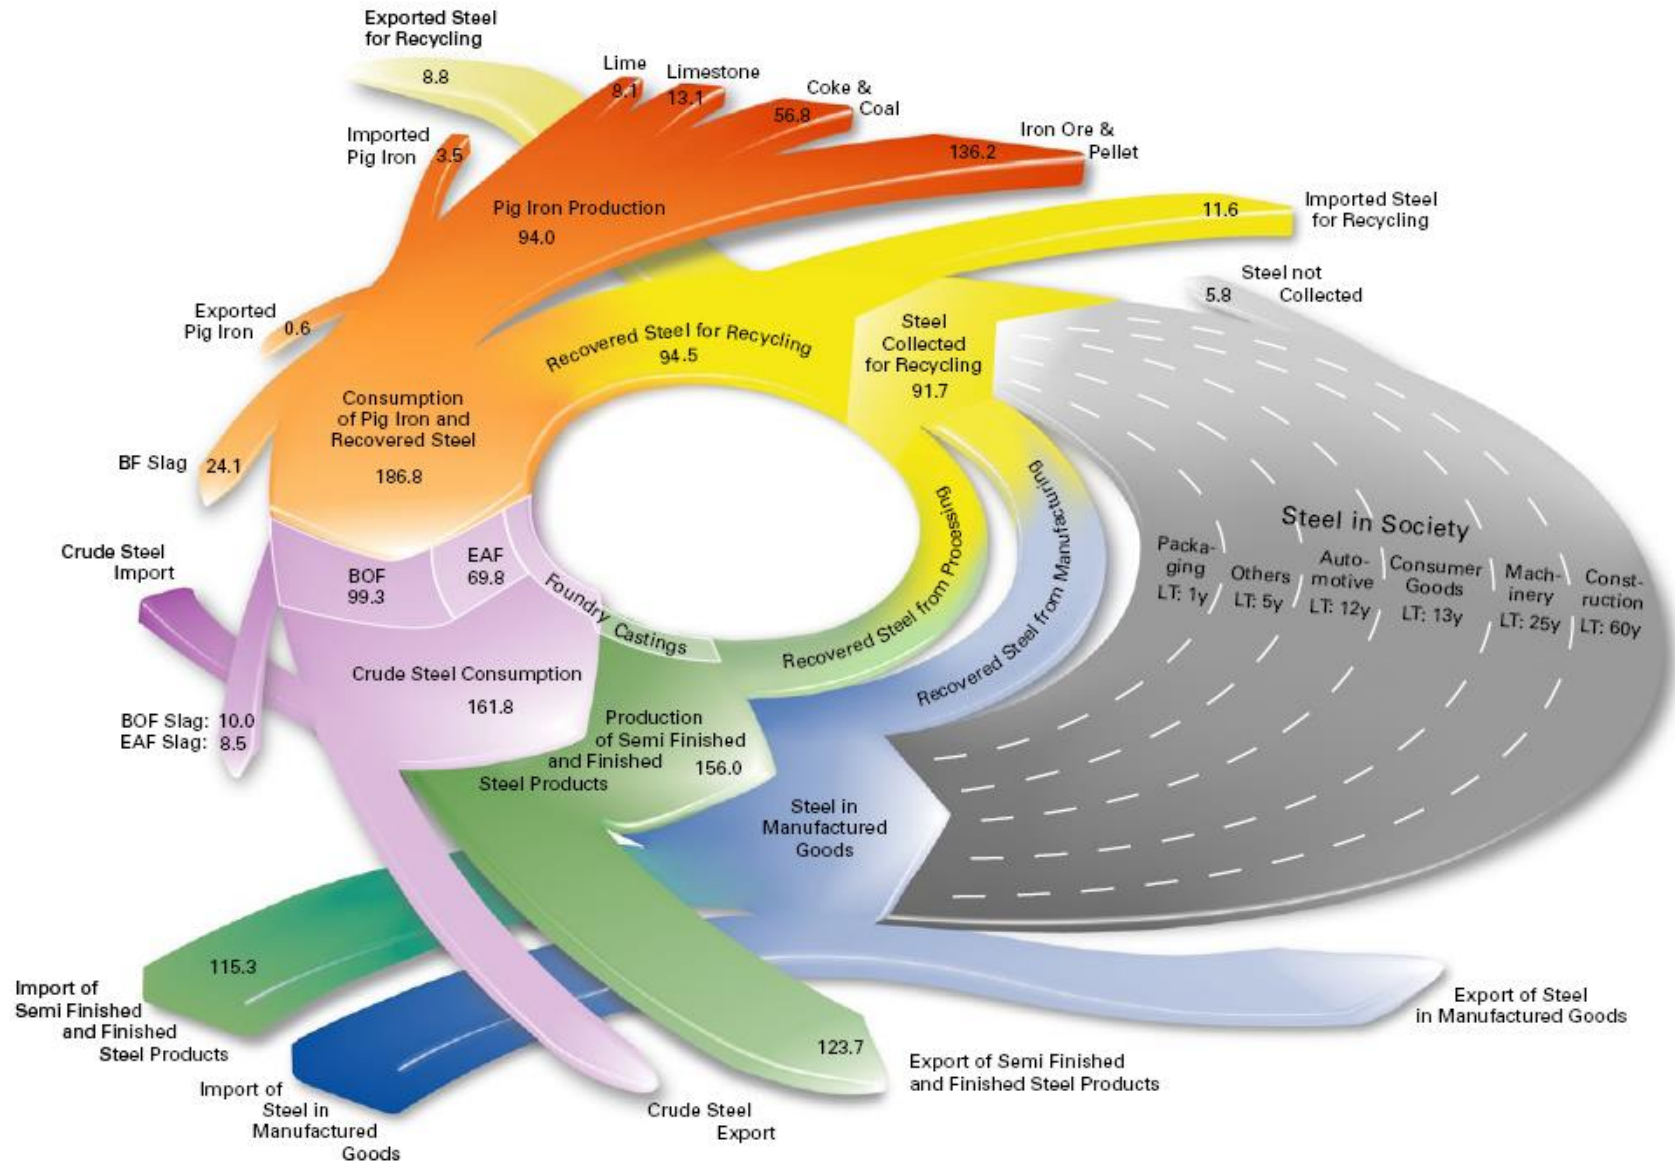 Exported Steel
for Recycling
8.8
Lime
8.1
Limestone
13.1
Coke &
Coal
56.8
Iron Ore &
Pellet
136.2
Imported
Pig Iron
3.5
Pig Iron Production
94.0
Imported Steel
for Recycling
11.6
Steel not
Collected
5.8
Exported
Pig Iron
0.6
Recovered Steel for Recycling
94.5
Steel
Collected
for Recycling
91.7
Consumption
of Pig Iron and
Recovered Steel
186.8
BF Slag
24.1
Crude Steel
Import
BOF
99.3
EAF
69.8
Foundry Castings
Recovered Steel from Processing
Recovered Steel from Manufacturing
Steel in Society
Packa-
ging
LT: 1y
Others
LT: 5y
Auto-
motive
LT: 12y
Consumer
Goods
LT: 13y
Mach-
inery
LT: 25y
Const-
ruction
LT: 60y
Crude Steel Consumption
161.8
BOF Slag: 10.0
EAF Slag: 8.5
Production
of Semi Finished
and Finished
Steel Products
156.0
Steel in
Manufactured
Goods
115.3
Import of
Semi Finished
and Finished
Steel Products
Import of
Steel in
Manufactured
Goods
Crude Steel
Export
123.7
Export of Semi Finished
and Finished Steel Products
Export of Steel
in Manufactured Goods